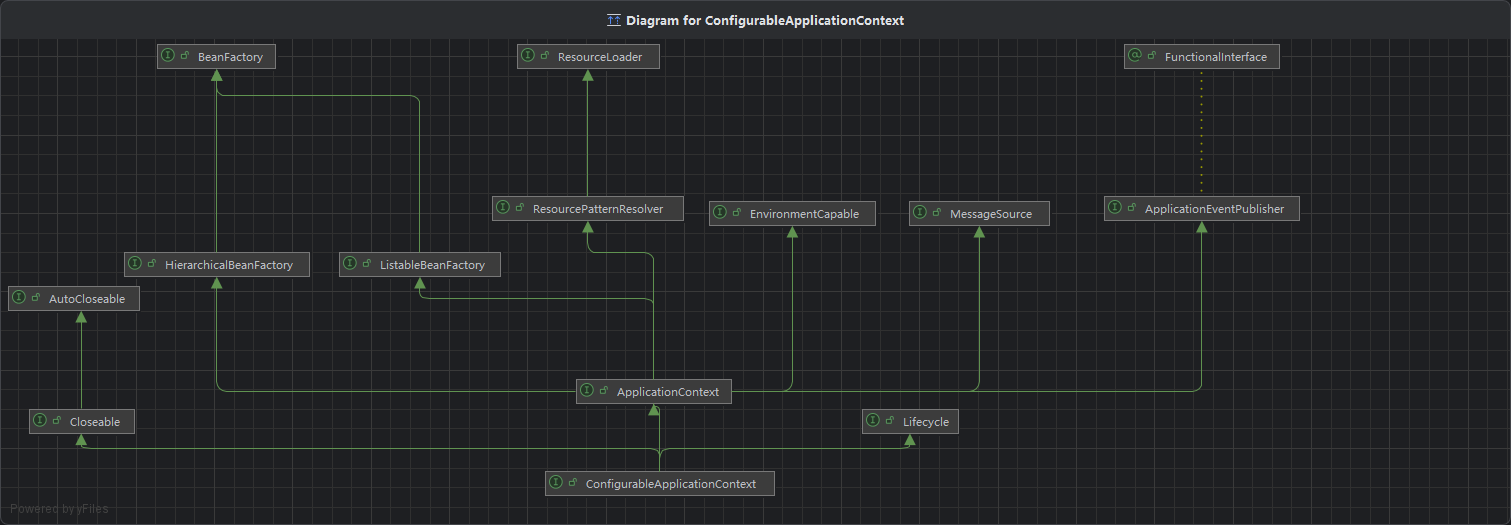 Diagram for ConfigurableApplicationContext
BeanFactory
ResourceLoader
FunctionalInterface
ResourcePatternResolver
EnvironmentCapable
MessageSource
ApplicationEventPublisher
HierarchicalBeanFactory
ListableBeanFactory
AutoCloseable
ApplicationContext
Closeable
Lifecycle
ConfigurableApplicationContext
Powered by yFiles